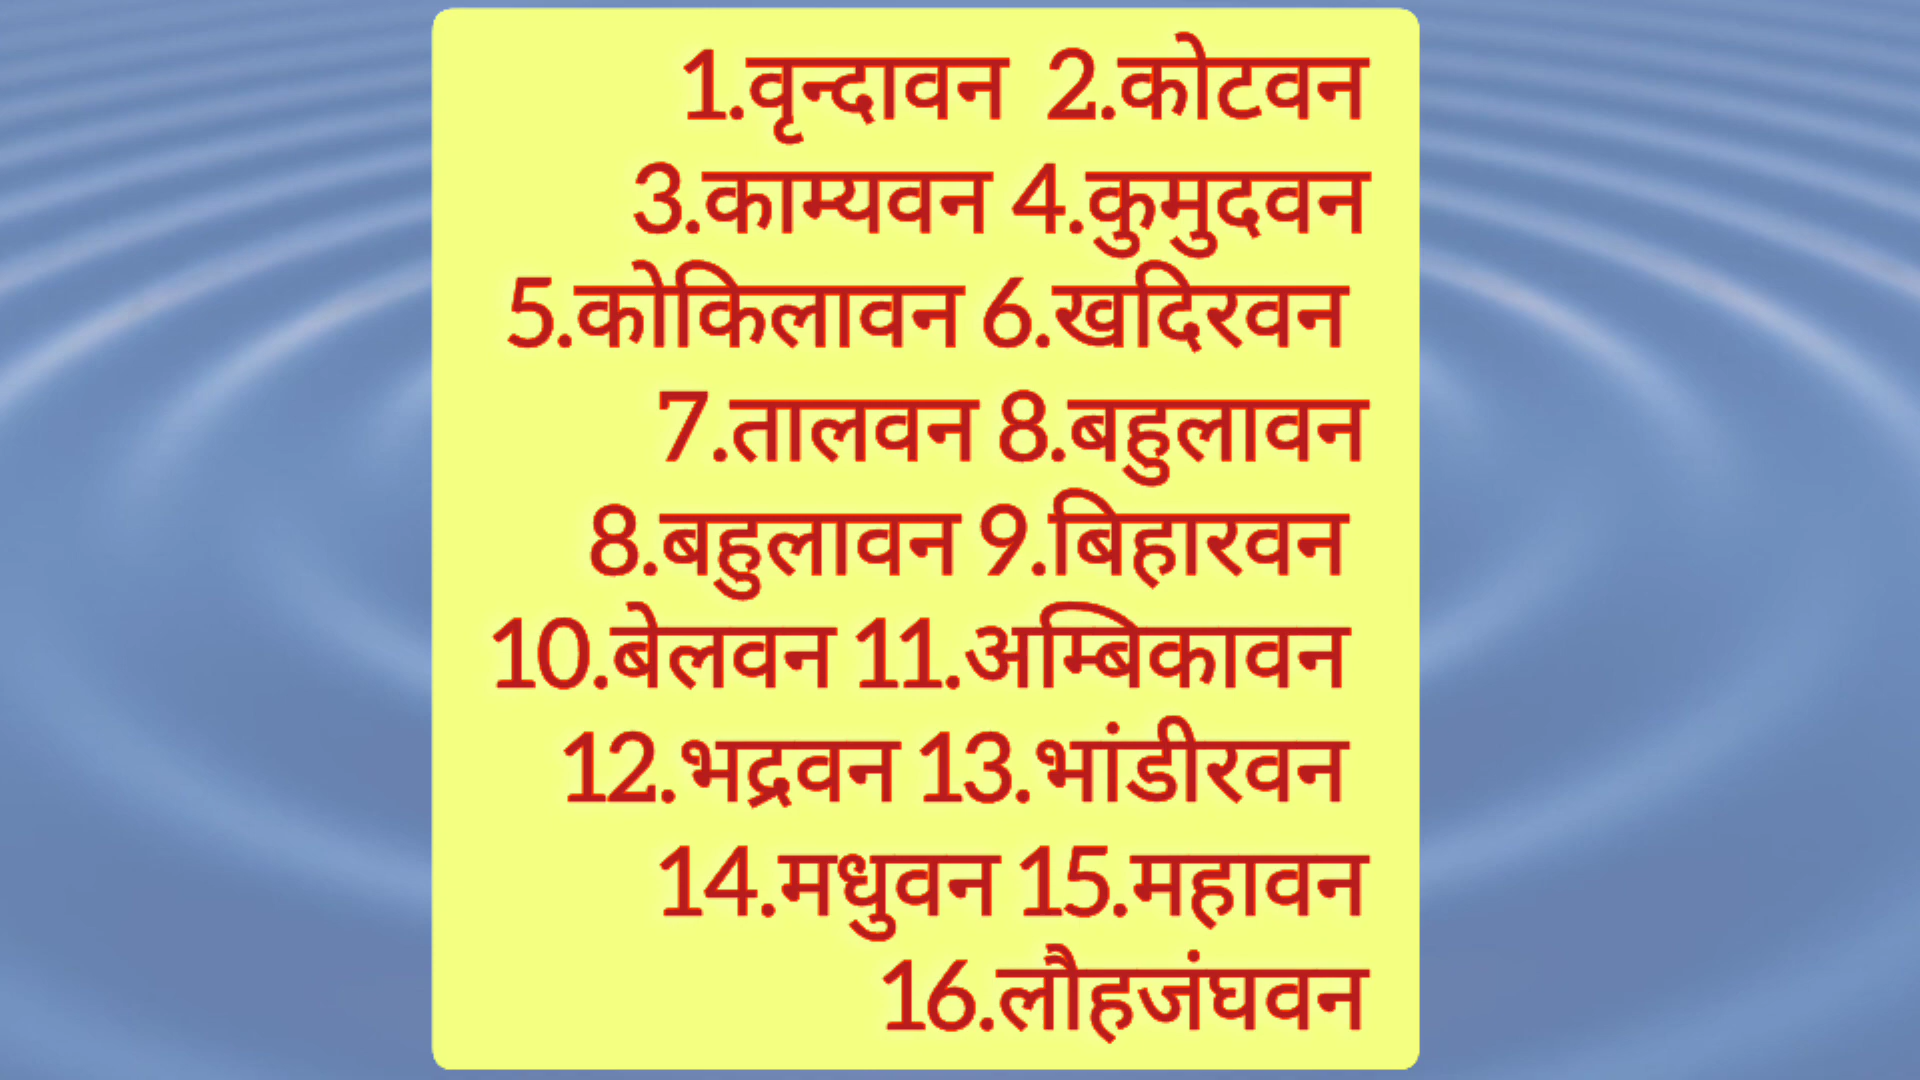 1.वृन्दावन 2.कोटवन
3.काम्यवन 4.कुमुदवन
5.कोकिलावन 6.खदिरवन
7.तालवन 8.बहुलावन
8.बहुलावन 9.बिहारवन
10.बेलवन 11.अम्बिकावन
12.भद्रवन 13.भांडीरवन
14.मधुवन 15.महावन
16.लौहजंघवन